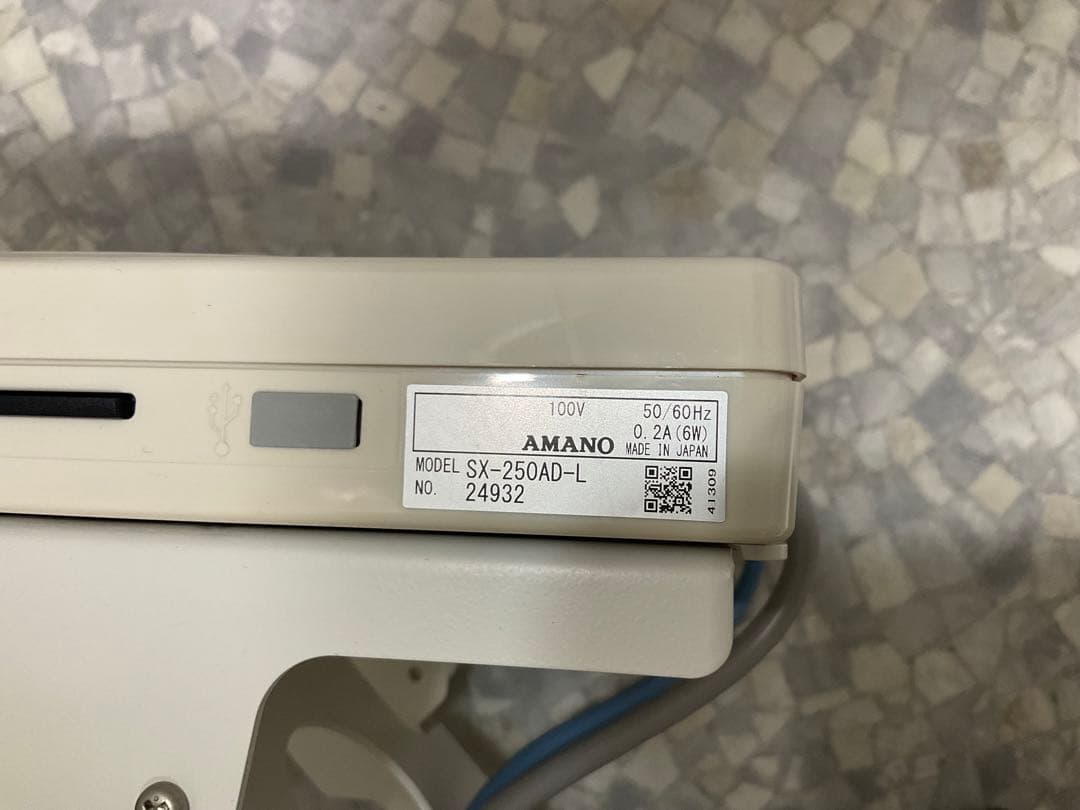 100V 50/60Hz
0.2A(6W)
AMANO MADE IN JAPAN
MODEL SX-250AD-L
NO. 24932
41309